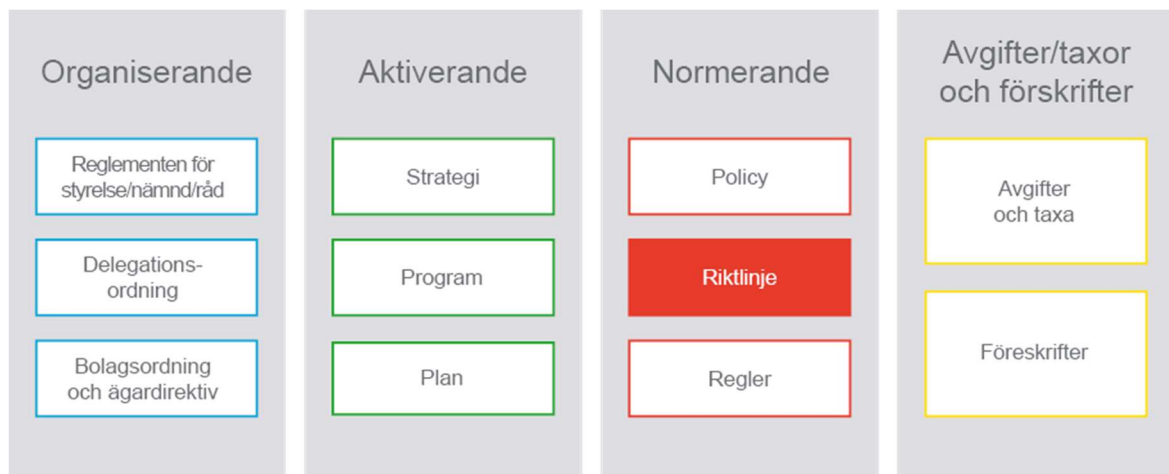 Organiserande
Reglementen för
styrelse/nämnd/råd
Delegations-
ordning
Bolagsordning
och ägardirektiv
Aktiverande
Strategi
Program
Plan
Normerande
Policy
Riktlinje
Regler
Avgifter/taxor
och förskrifter
Avgifter
och taxa
Föreskrifter